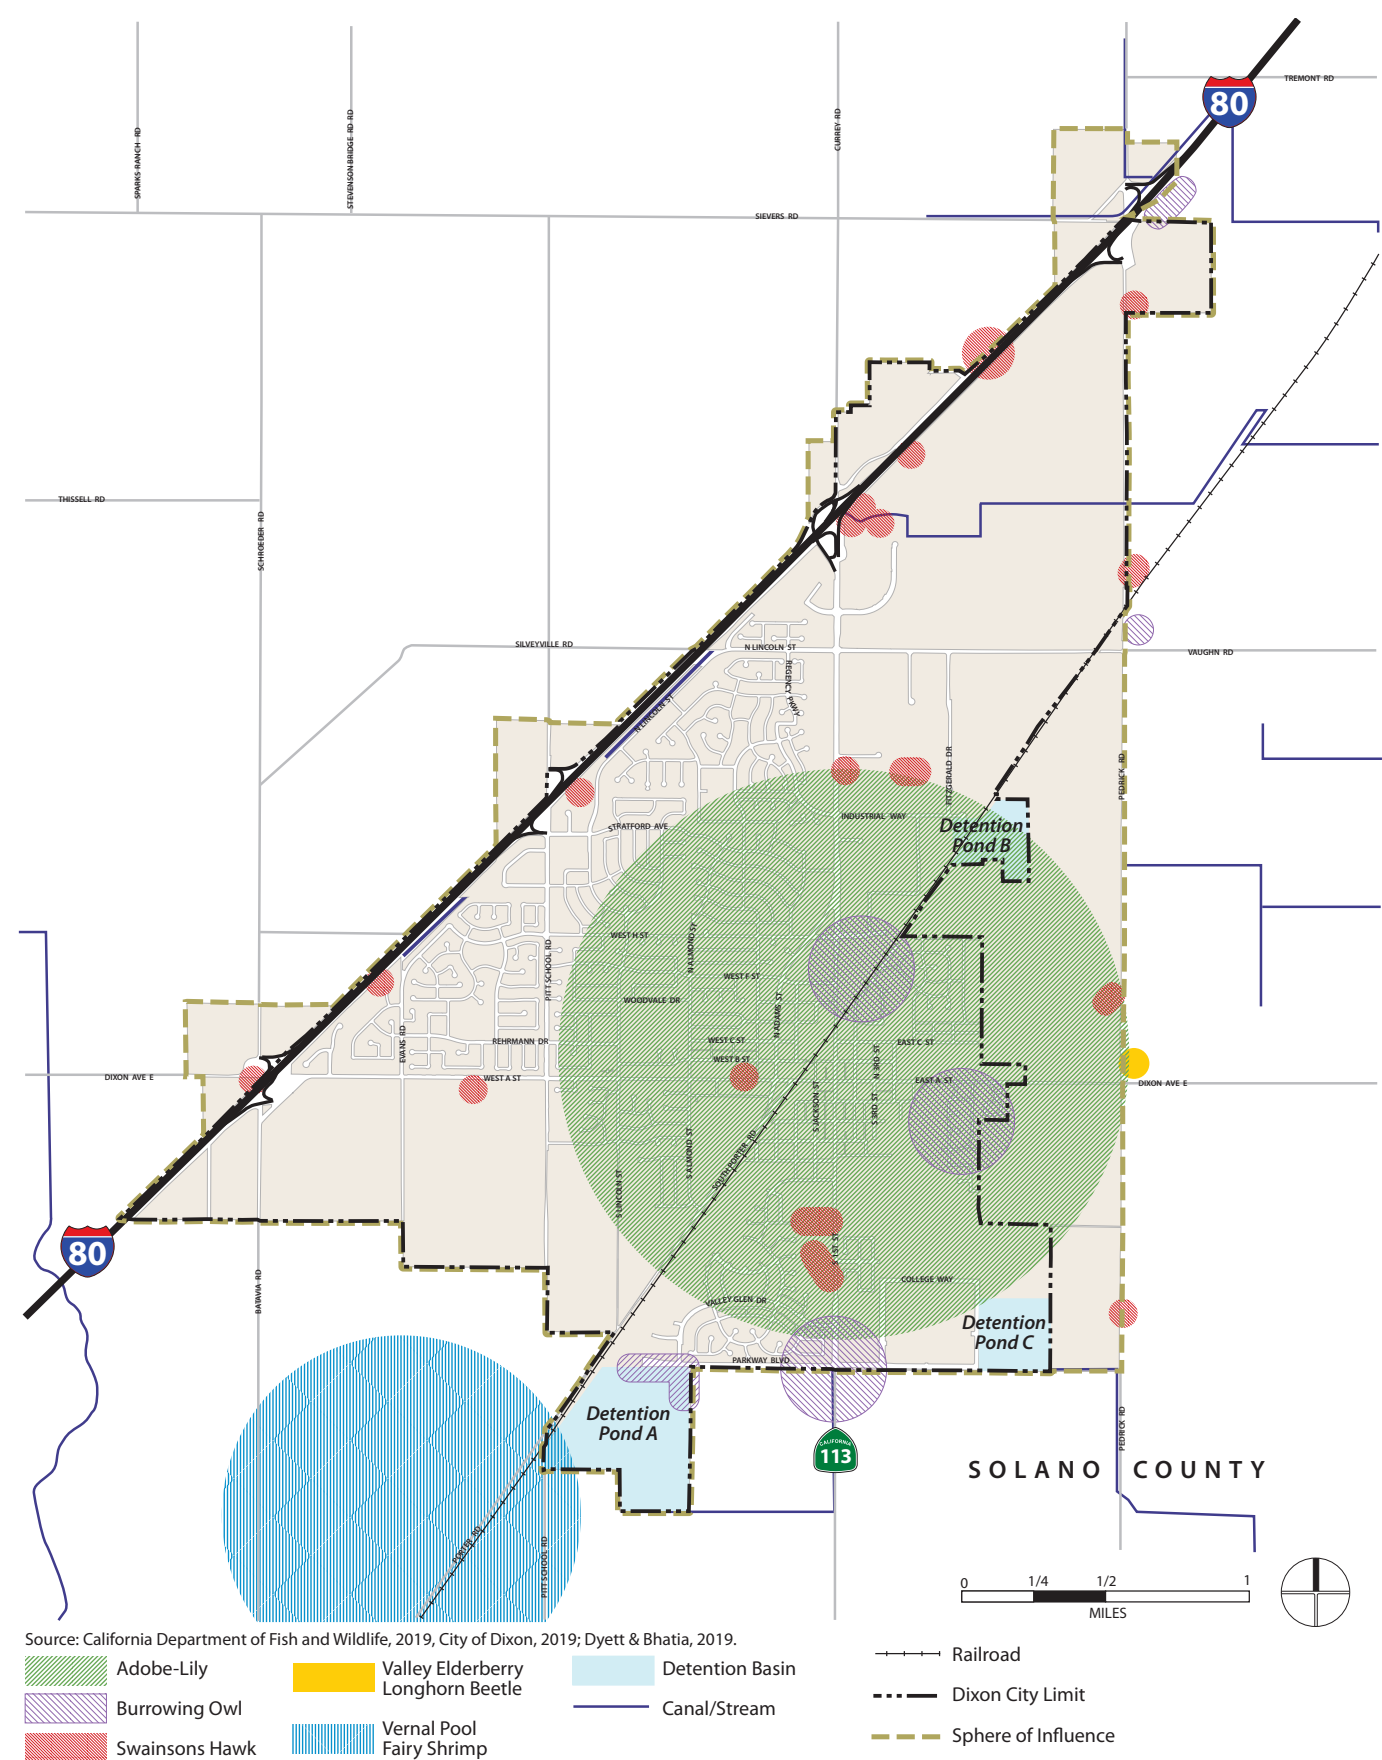 TREMONT RD
80
SPARKS RANCH RD
STEVENSON BRIDGE RD RD
CURREY RD
SIEVERS RD
THISSELL RD
SCHROEDER RD
SILVEYVILLE RD
N LINCOLN ST
VAUGHN RD
REGENCY PKWY
N LINCOLN ST
FITZGERALD DR
PEDRICK RD
INDUSTRIAL WAY
STRATFORD AVE
Detention
Pond B
WEST H ST
N ALMOND ST
PITT SCHOOL RD
WEST F ST
WOODVALE DR
N ADAMS ST
EVANS RD
REHRMANN DR
WEST C ST
EAST C ST
WEST B ST
N 3RD ST
DIXON AVE E
WEST A ST
EAST A ST
DIXON AVE E
S JACKSON ST
S 3RD ST
S ALMOND ST
SOUTH PORTER RD
S LINCOLN ST
80
S 1ST ST
BATAVIA RD
COLLEGE WAY
VALLEY GLEN DR
Detention
Pond C
PARKWAY BLVD
Detention
Pond A
PEDRICK RD
CALIFORNIA
113
SOLANO COUNTY
PORTER RD
PITT SCHOOL RD
0 1/4 1/2 1
MILES
Source: California Department of Fish and Wildlife, 2019, City of Dixon, 2019; Dyett & Bhatia, 2019.
Adobe-Lily
Burrowing Owl
Swainsons Hawk
Valley Elderberry
Longhorn Beetle
Vernal Pool
Fairy Shrimp
Detention Basin
Canal/Stream
Railroad
Dixon City Limit
Sphere of Influence